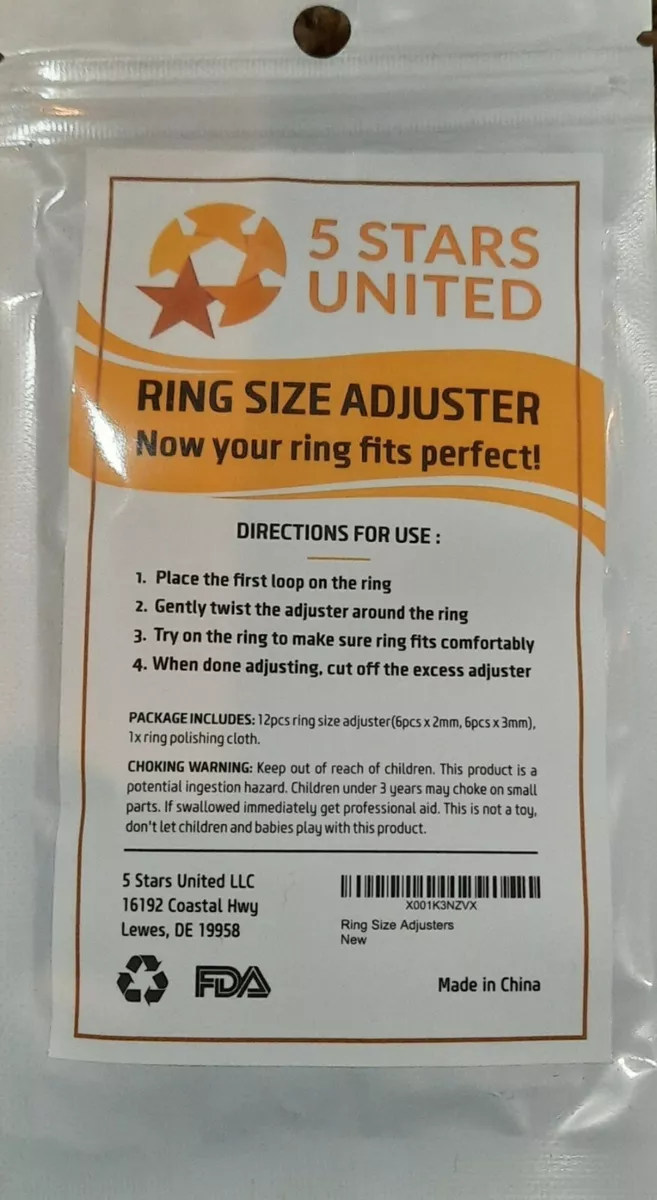 5 STARS
UNITED
RING SIZE ADJUSTER
Now your ring fits perfect!
DIRECTIONS FOR USE :
1. Place the first loop on the ring
2. Gently twist the adjuster around the ring
3. Try on the ring to make sure ring fits comfortably
4. When done adjusting, cut off the excess adjuster
PACKAGE INCLUDES: 12pcs ring size adjuster(6pcs x 2mm, 6pcs x 3mm),
1x ring polishing cloth.
CHOKING WARNING: Keep out of reach of children. This product is a
potential ingestion hazard. Children under 3 years may choke on small
parts. If swallowed immediately get professional aid. This is not a toy,
don't let children and babies play with this product.
5 Stars United LLC
16192 Coastal Hwy
Lewes, DE 19958
X001K3NZVX
Ring Size Adjusters
New
FDA
Made in China